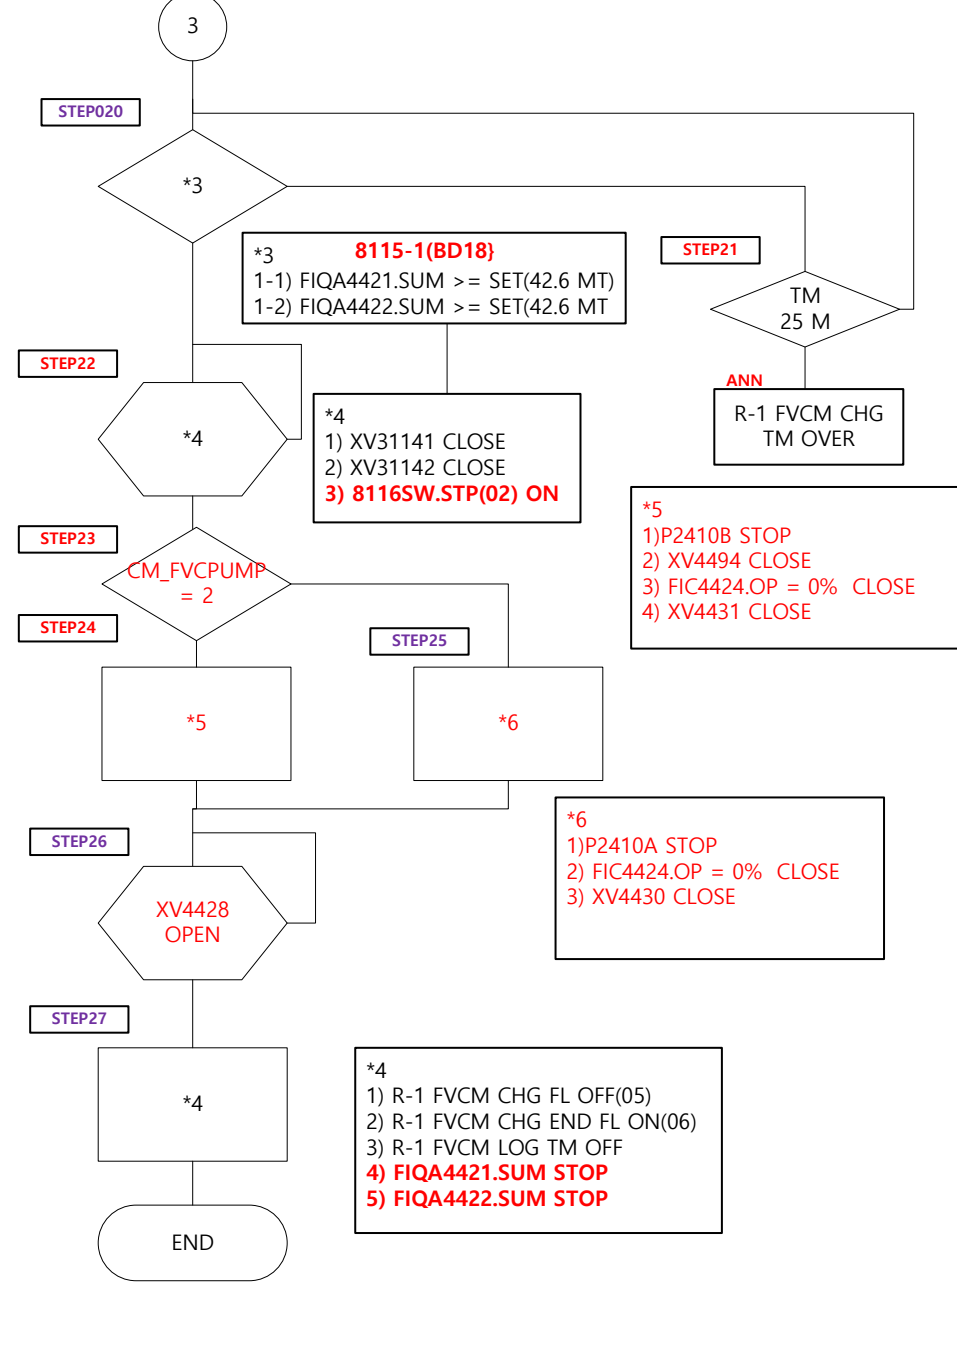 3
STEP020
*3
*3 8115-1(BD18}
1-1) FIQA4421.SUM >= SET(42.6 MT)
1-2) FIQA4422.SUM >= SET(42.6 MT
STEP21
TM
25 M
ANN
R-1 FVCM CHG
TM OVER
STEP22
*4
*4
1) XV31141 CLOSE
2) XV31142 CLOSE
3) 8116SW.STP(02) ON
STEP23
CM_FVCPUMP
= 2
*5
1)P2410B STOP
2) XV4494 CLOSE
3) FIC4424.OP = 0% CLOSE
4) XV4431 CLOSE
STEP24
STEP25
*5
*6
*6
1)P2410A STOP
2) FIC4424.OP = 0% CLOSE
3) XV4430 CLOSE
STEP26
XV4428
OPEN
STEP27
*4
*4
1) R-1 FVCM CHG FL OFF(05)
2) R-1 FVCM CHG END FL ON(06)
3) R-1 FVCM LOG TM OFF
4) FIQA4421.SUM STOP
5) FIQA4422.SUM STOP
END